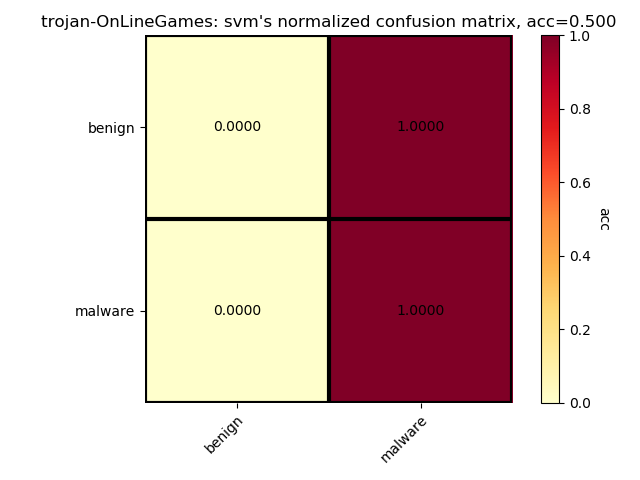 trojan-OnLineGames: svm's normalized confusion matrix, acc=0.500
benign
0.0000
1.0000
malware
0.0000
1.0000
benign
malware
1.0
0.8
0.6
0.4
0.2
0.0
acc